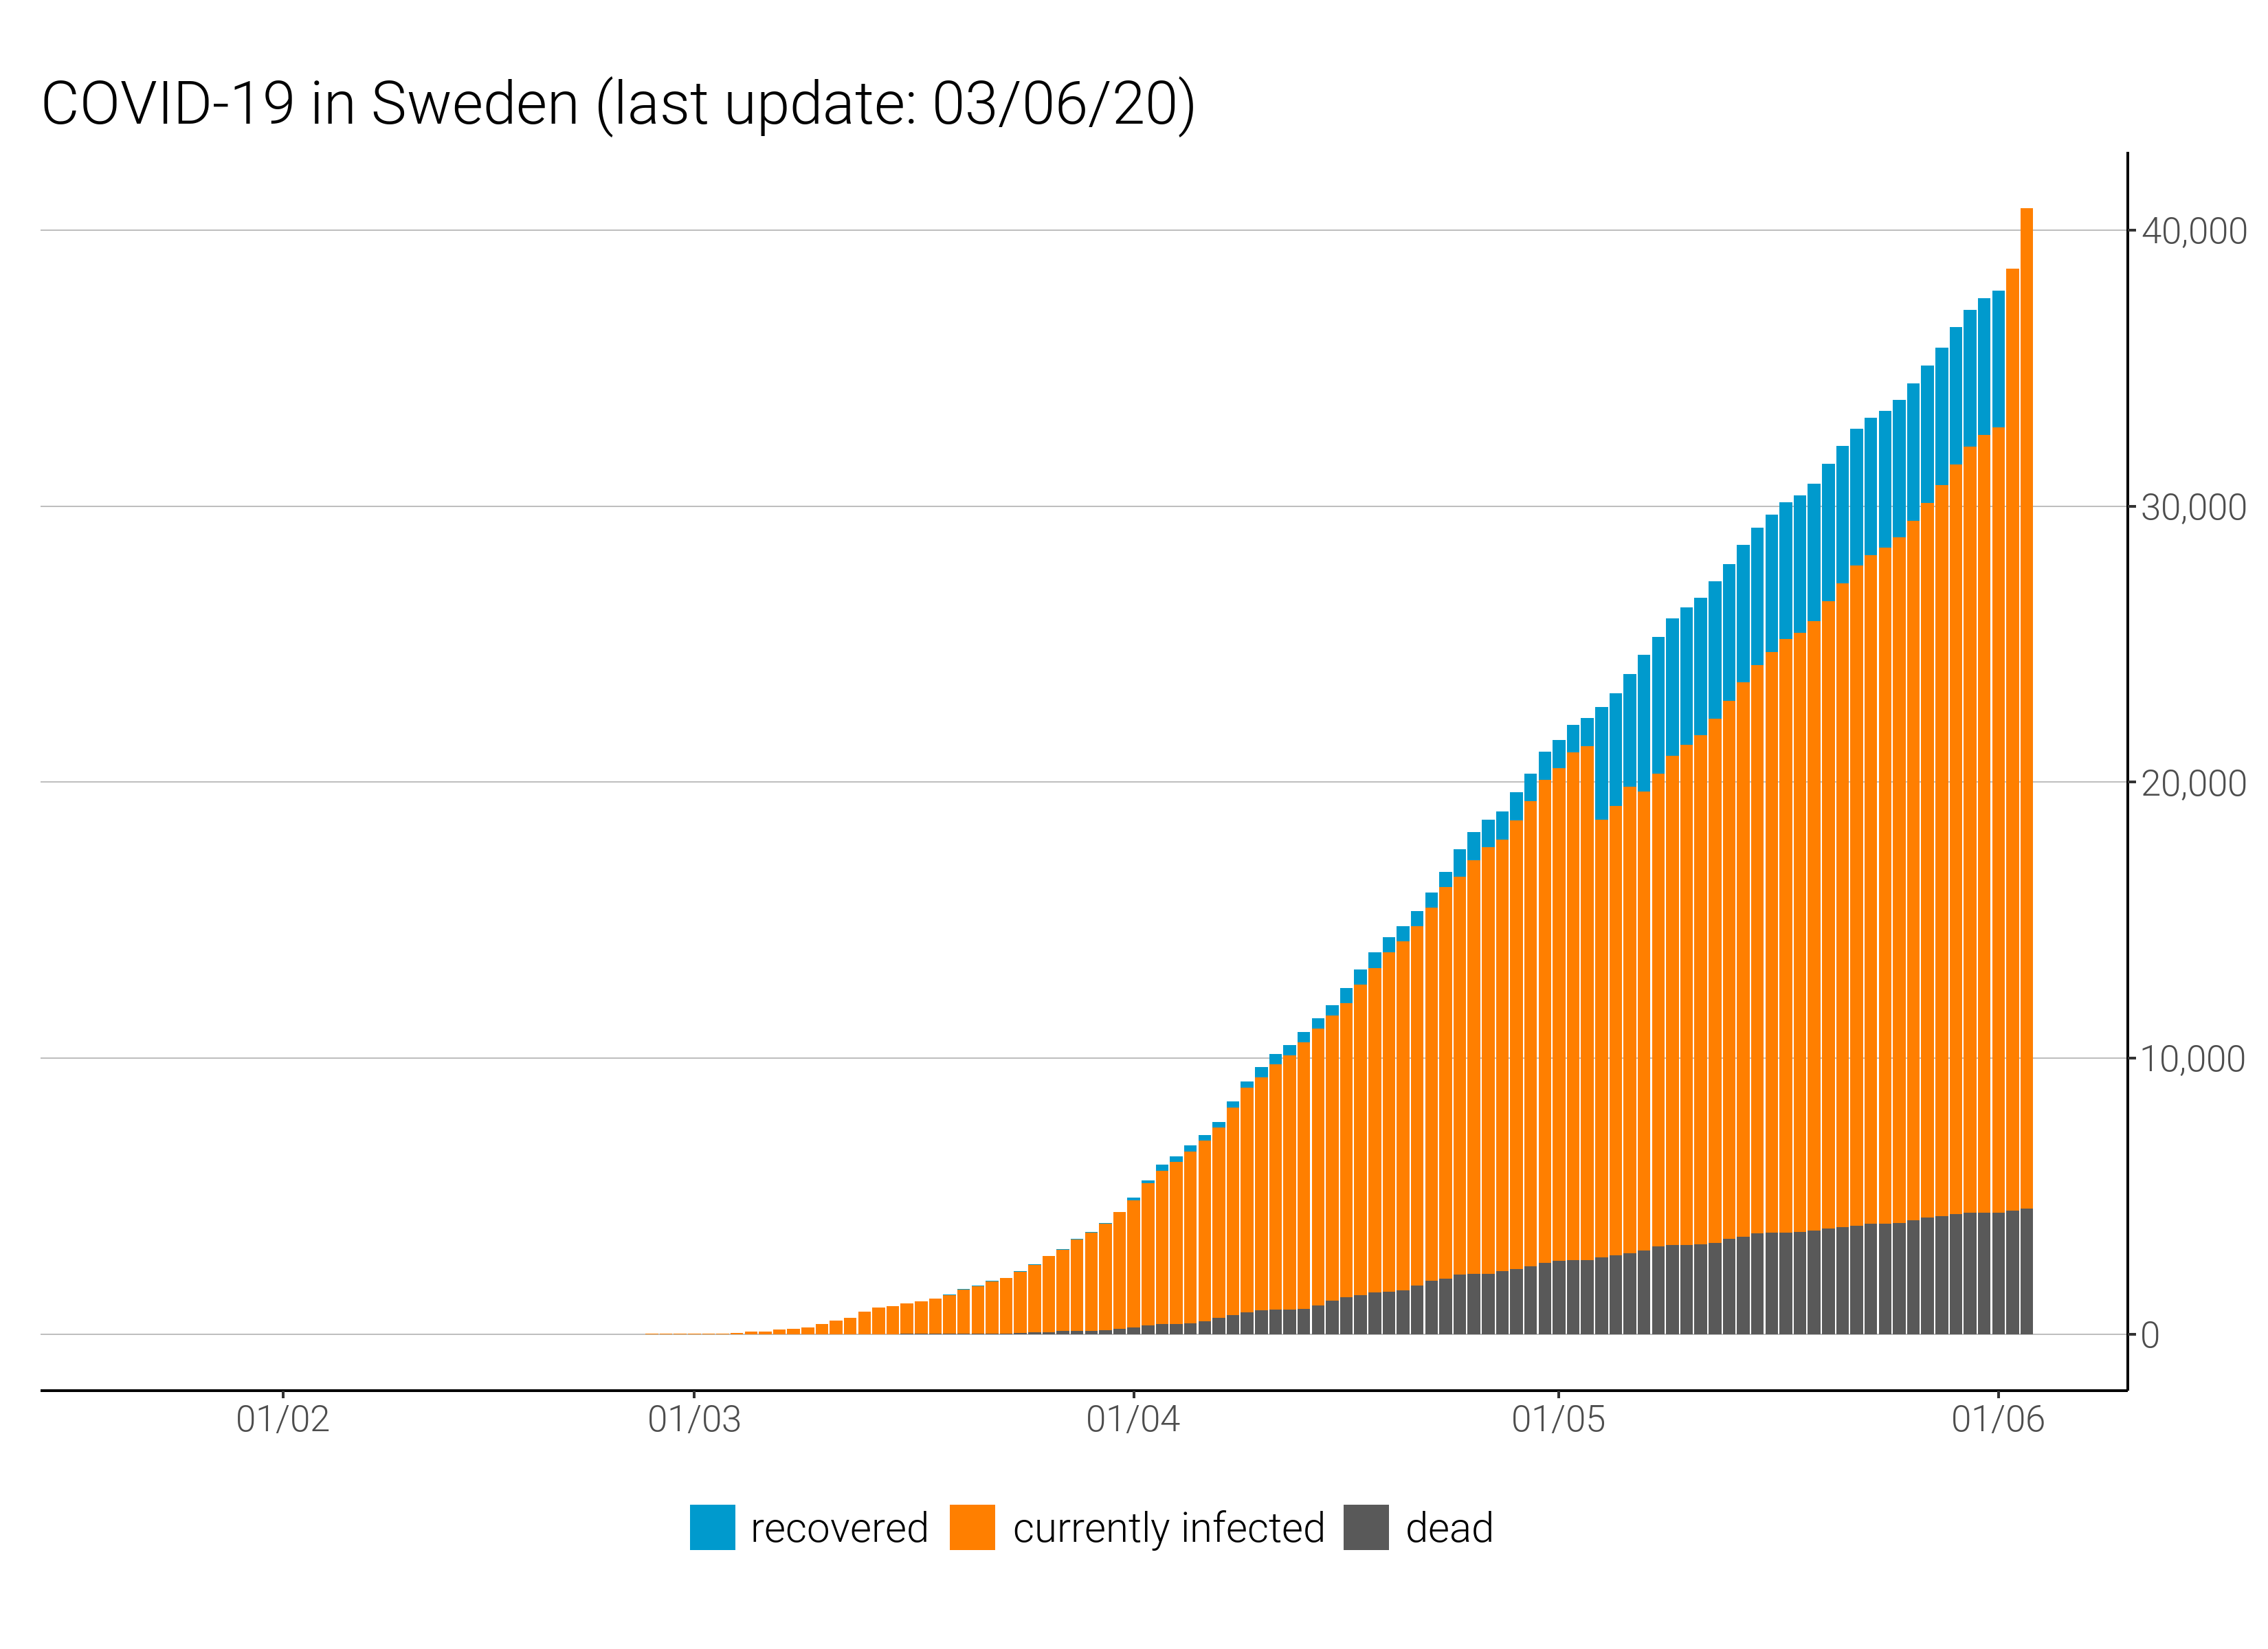 COVID-19 in Sweden (last update: 03/06/20)
40,000
30,000
20,000
10,000
0
01/02 01/03 01/04 01/05 01/06
recovered currently infected dead